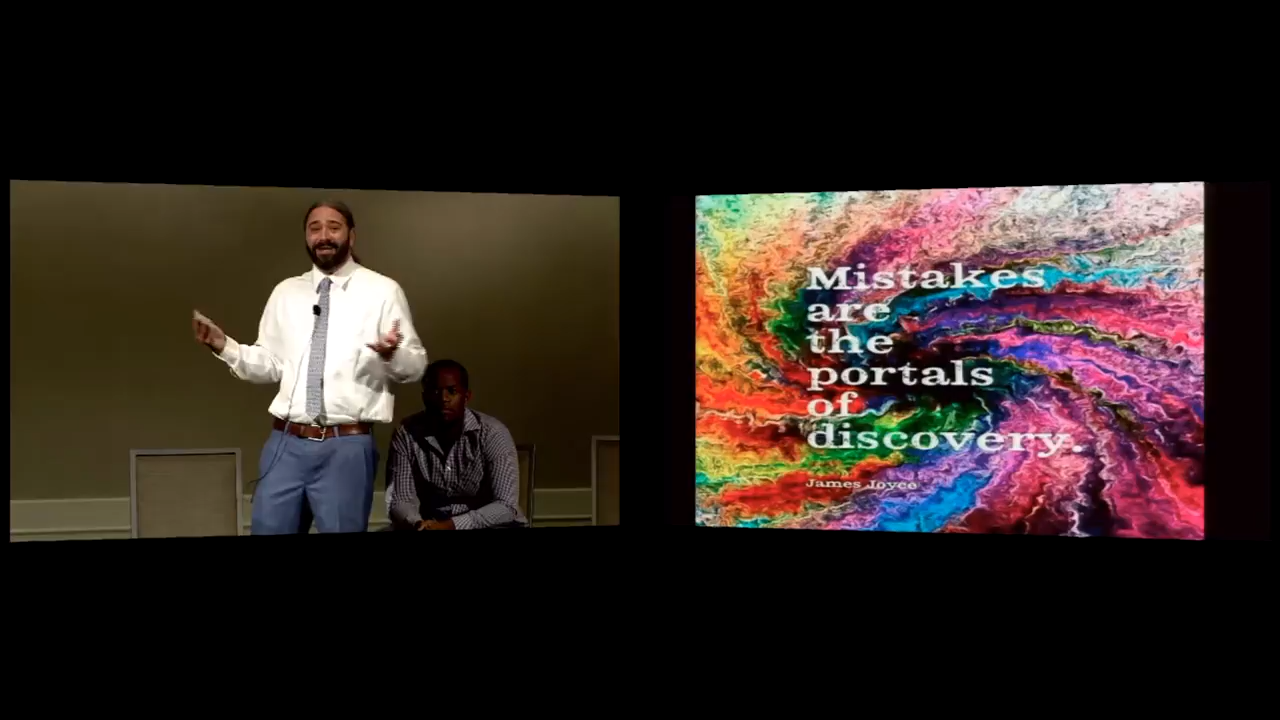 Mistakes
are
the
portals
of
discovery.
James Joyce